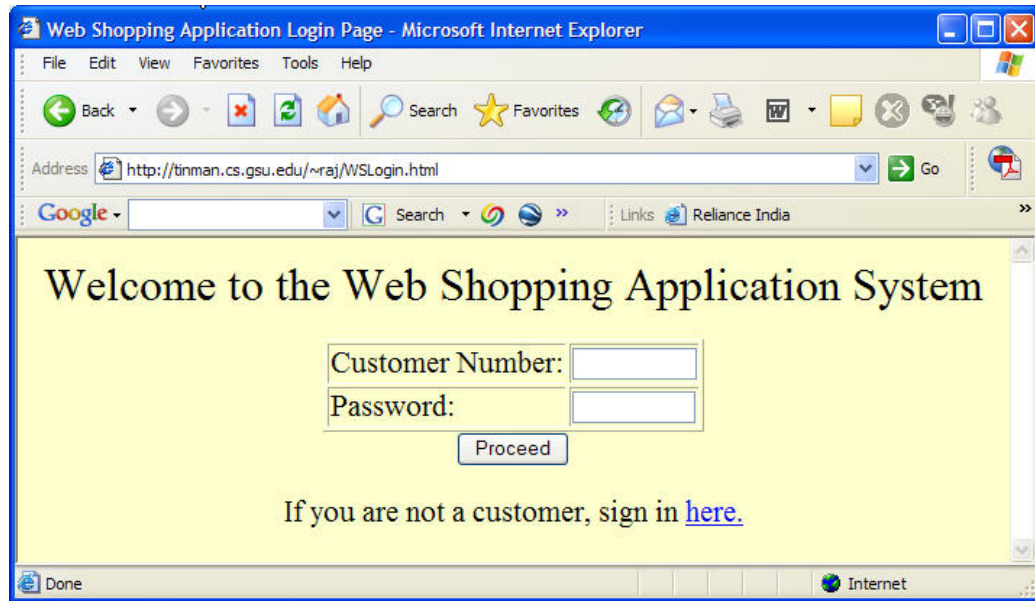 Web Shopping Application Login Page - Microsoft Internet Explorer
File Edit View Favorites Tools Help
Back Search Favorites W
Address http://tinman.cs.gsu.edu/~raj/WSLogin.html Go
Google G Search » Links Reliance India »
Welcome to the Web Shopping Application System
Customer Number:
Password:
Proceed
If you are not a customer, sign in here.
Done Internet